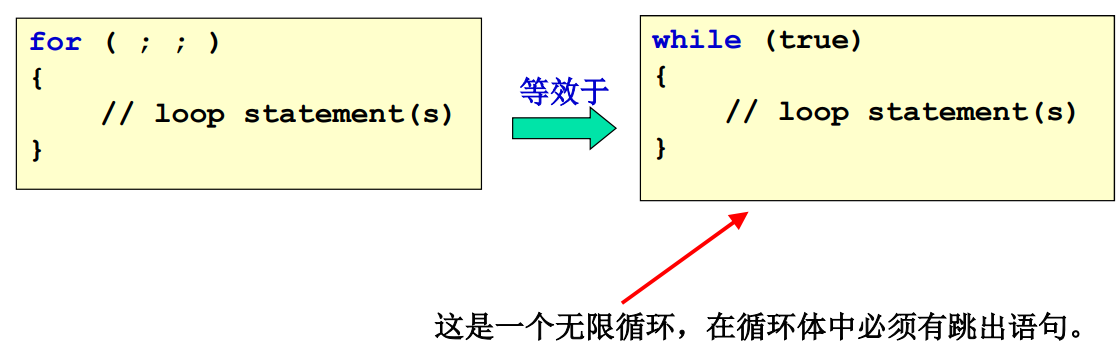 for ( ; ; )
{
    // loop statement(s)
}
等效于
while (true)
{
    // loop statement(s)
}
这是一个无限循环，在循环体中必须有跳出语句。